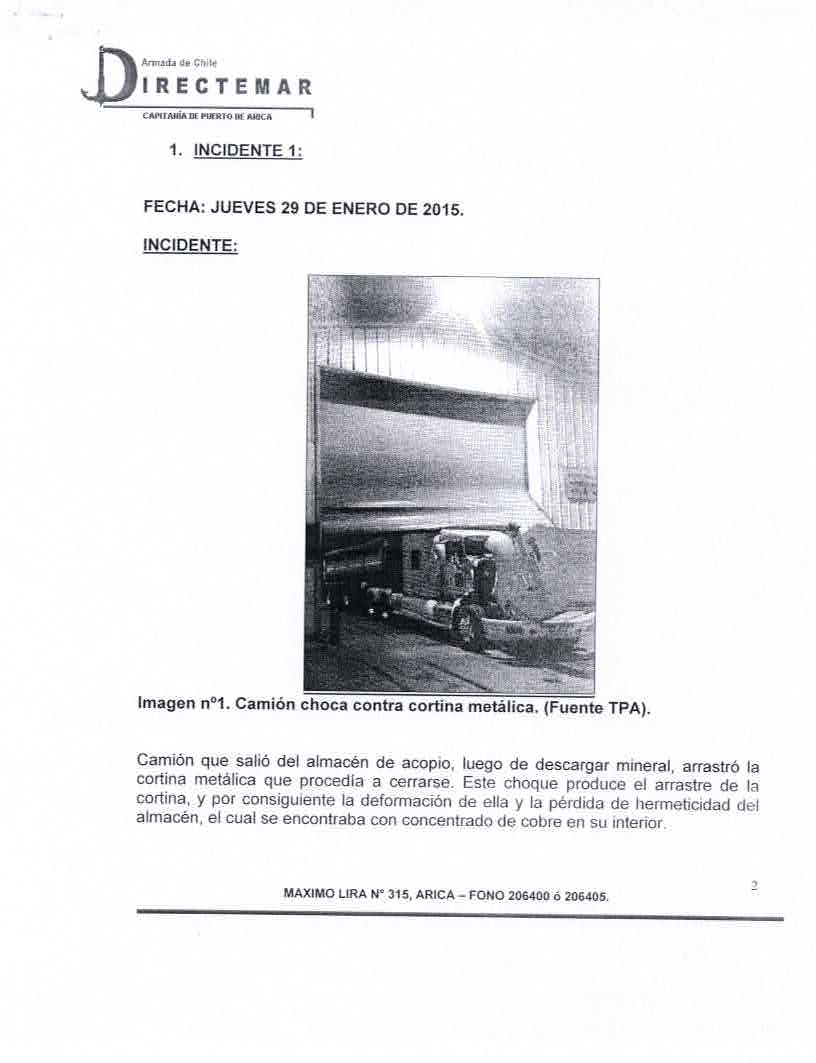 Armada de Chile
DIRECTEMAR
CAPITANÍA DE PUERTO DE ARICA
1. INCIDENTE 1:
FECHA: JUEVES 29 DE ENERO DE 2015.
INCIDENTE:
Imagen nº1. Camión choca contra cortina metálica. (Fuente TPA).
Camión que salió del almacén de acopio, luego de descargar mineral, arrastró la
cortina metálica que procedía a cerrarse. Este choque produce el arrastre de la
cortina, y por consiguiente la deformación de ella y la pérdida de hermeticidad del
almacén, el cual se encontraba con concentrado de cobre en su interior.
2
MAXIMO LIRA N° 315, ARICA – FONO 206400 ó 206405.